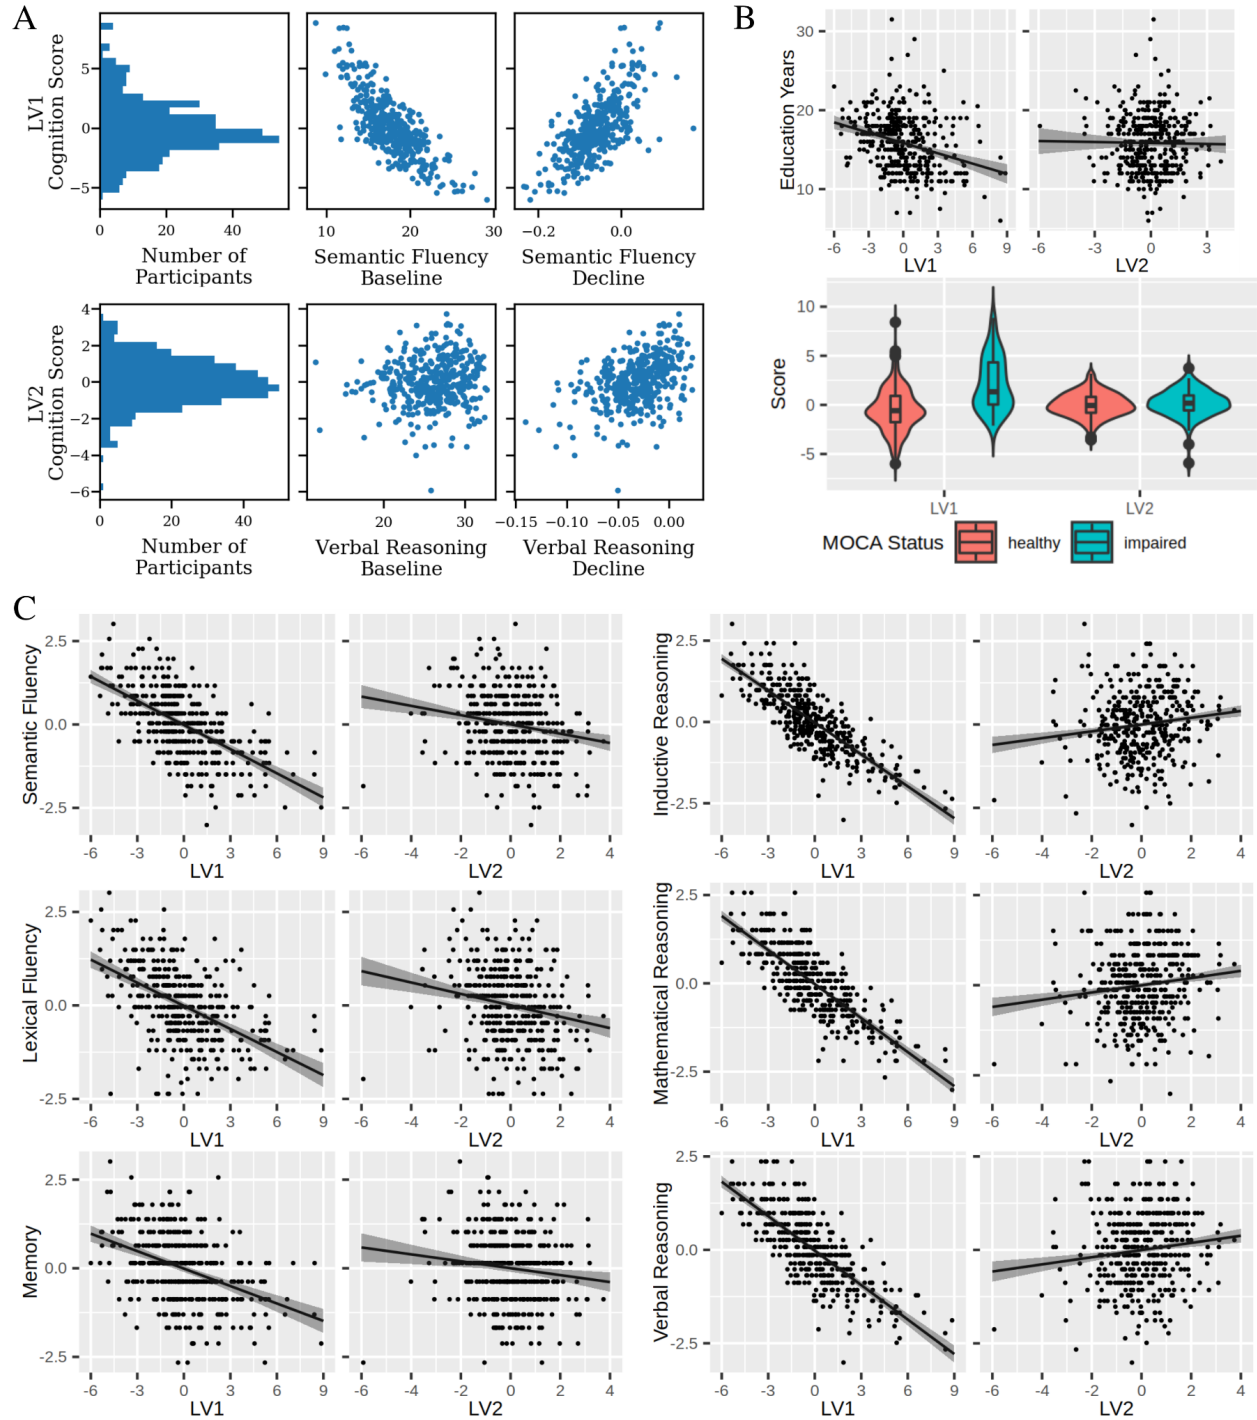 A
LV1
Cognition Score
5
0
−5
0
20
40
Number of
Participants
10
20
30
Semantic Fluency
Baseline
−0.2
0.0
Semantic Fluency
Decline
LV2
Cognition Score
4
2
0
−2
−4
−6
0
20
40
Number of
Participants
20
30
Verbal Reasoning
Baseline
−0.15
−0.10
−0.05
0.00
Verbal Reasoning
Decline
B
Education Years
30
20
10
-6
-3
0
3
6
9
LV1
-6
-3
0
3
LV2
Score
10
5
0
-5
LV1
LV2
MOCA Status
healthy
impaired
C
Semantic Fluency
2.5
0.0
-2.5
-6
-3
0
3
6
9
LV1
-6
-4
-2
0
2
4
LV2
Inductive Reasoning
2.5
0.0
-2.5
-6
-3
0
3
6
9
LV1
-6
-4
-2
0
2
4
LV2
Lexical Fluency
2.5
0.0
-2.5
-6
-3
0
3
6
9
LV1
-6
-4
-2
0
2
4
LV2
Mathematical Reasoning
2.5
0.0
-2.5
-6
-3
0
3
6
9
LV1
-6
-4
-2
0
2
4
LV2
Memory
2.5
0.0
-2.5
-6
-3
0
3
6
9
LV1
-6
-4
-2
0
2
4
LV2
Verbal Reasoning
2.5
0.0
-2.5
-6
-3
0
3
6
9
LV1
-6
-4
-2
0
2
4
LV2